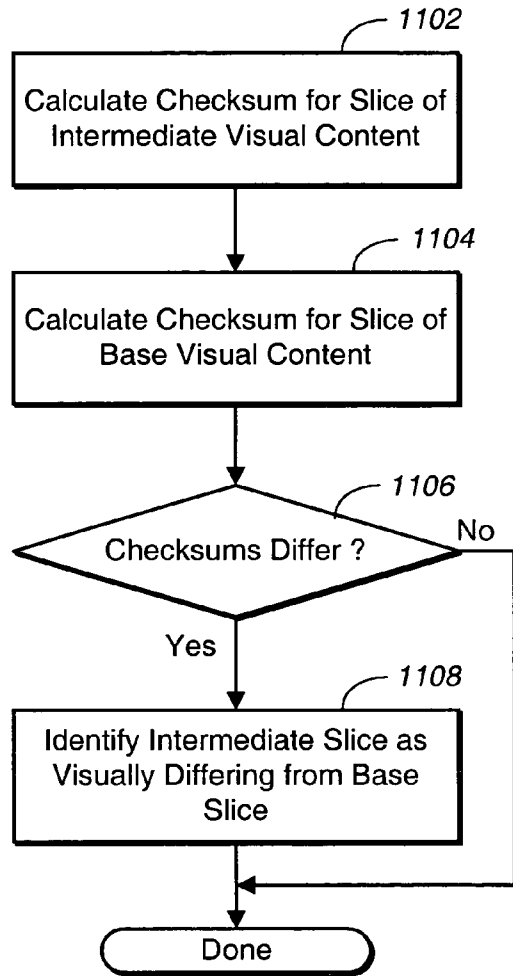 1102
Calculate Checksum for Slice of
Intermediate Visual Content
1104
Calculate Checksum for Slice of
Base Visual Content
1106
Checksums Differ ?
No
Yes
1108
Identify Intermediate Slice as
Visually Differing from Base
Slice
Done